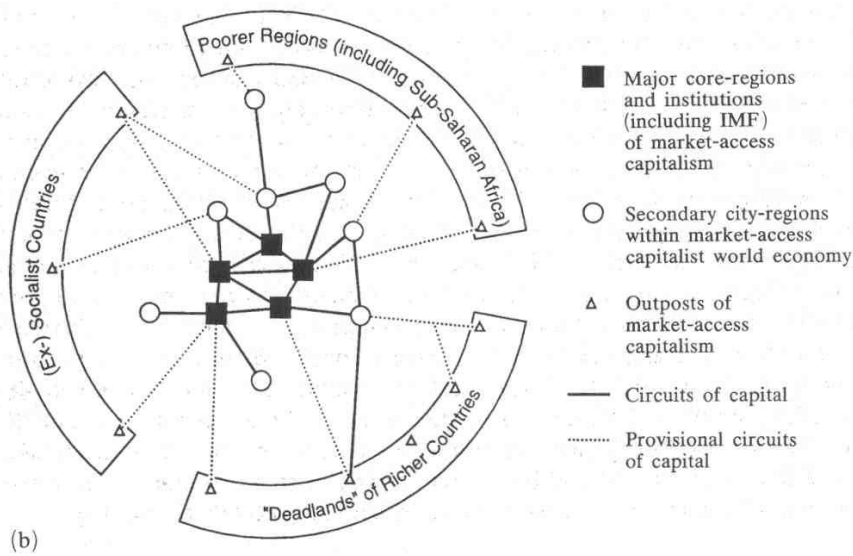 Poorer Regions (including Sub-Saharan Africa)
(Ex-) Socialist Countries
"Deadlands" of Richer Countries
Major core-regions
and institutions
(including IMF)
of market-access
capitalism
Secondary city-regions
within market-access
capitalist world economy
Outposts of
market-access
capitalism
Circuits of capital
Provisional circuits
of capital
(b)